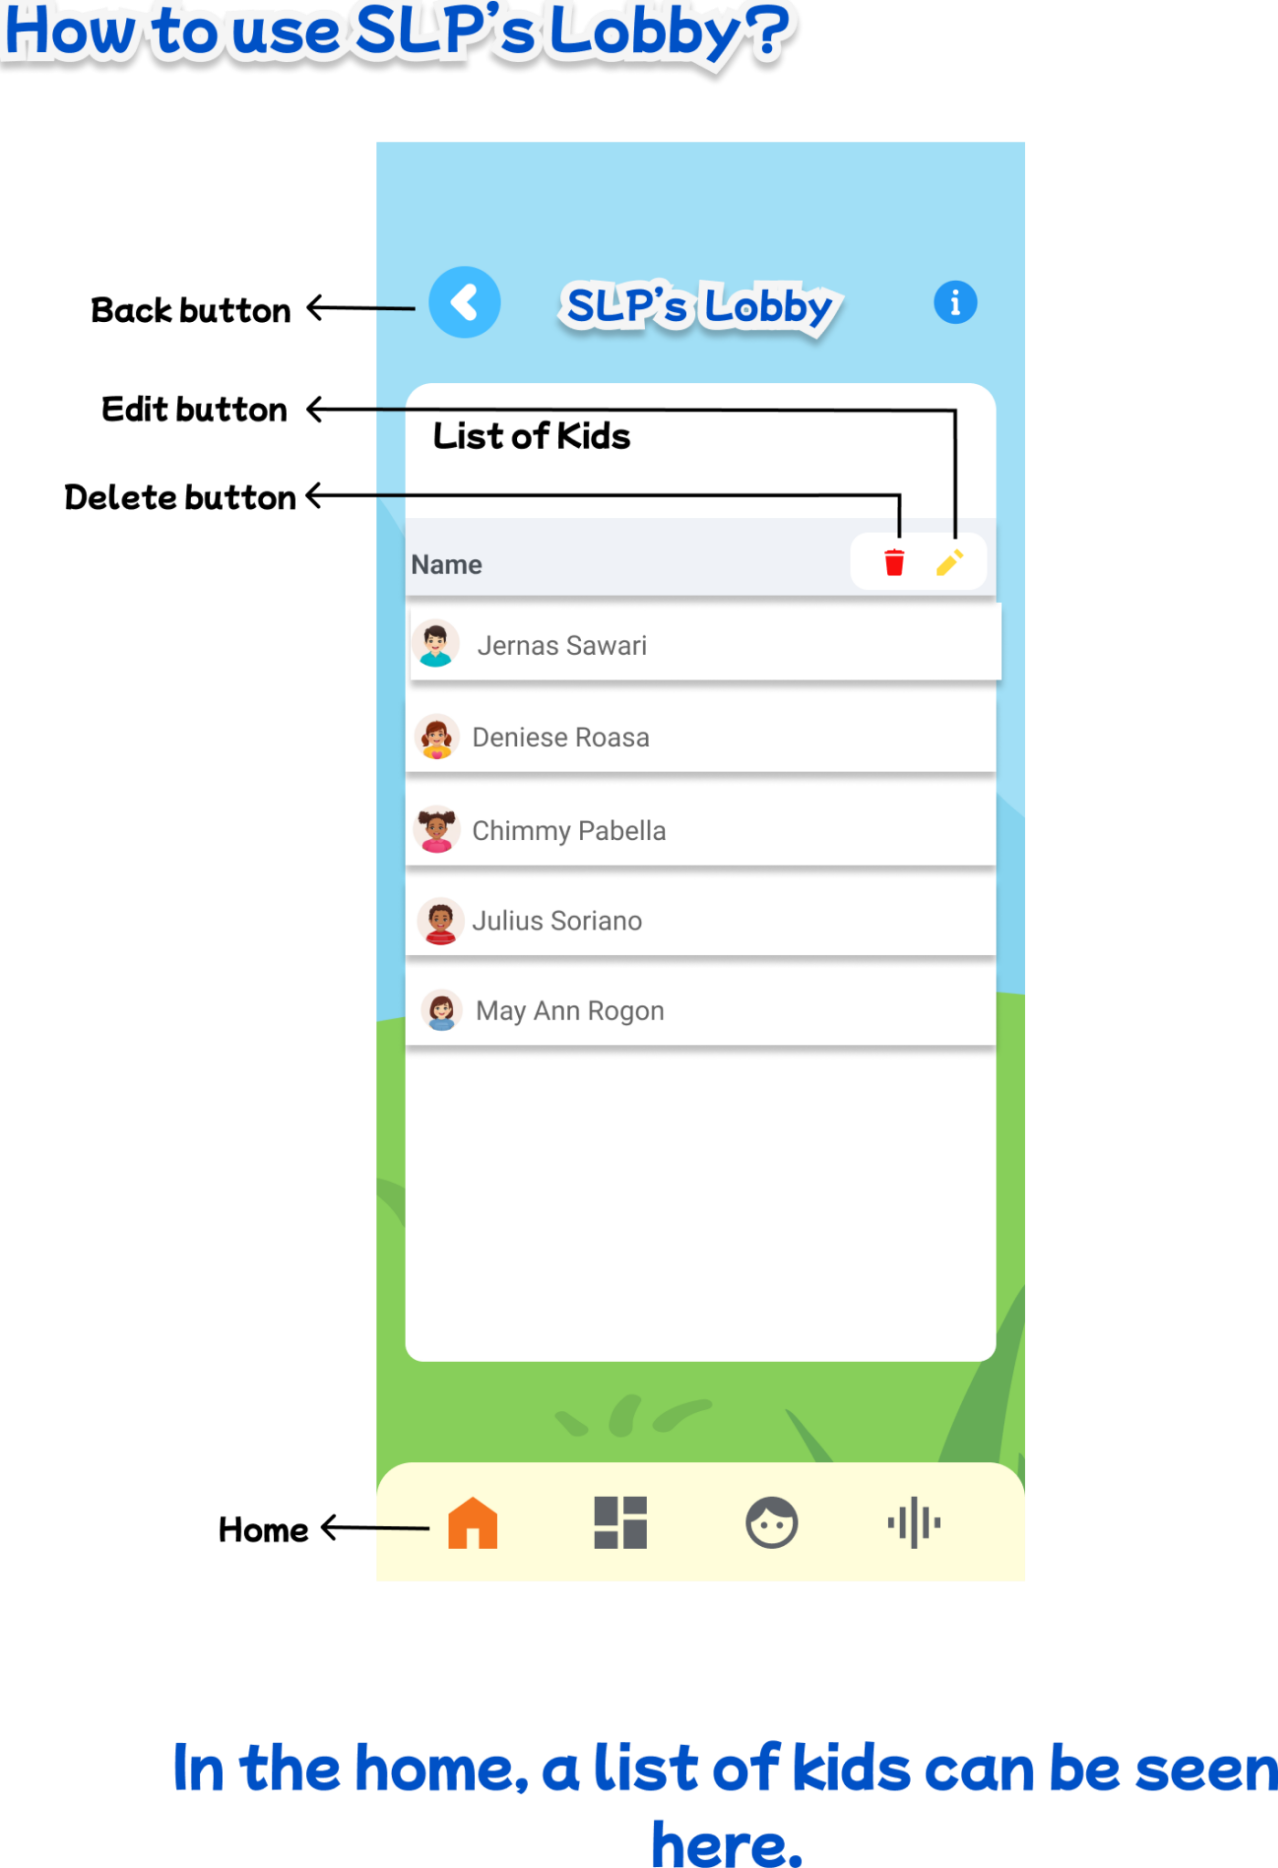 How to use SLP's Lobby?
Back button
SLP's Lobby
Edit button
List of Kids
Delete button
Name
Jernas Sawari
Deniese Roasa
Chimmy Pabella
Julius Soriano
May Ann Rogon
Home
In the home, a list of kids can be seen
here.